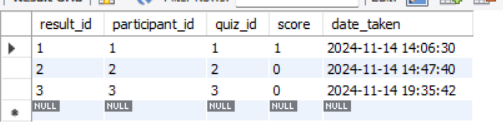 result_id participant_id quiz_id score date_taken
1 1 1 1 2024-11-14 14:06:30
2 2 2 0 2024-11-14 14:47:40
3 3 3 0 2024-11-14 19:35:42
NULL NULL NULL NULL NULL